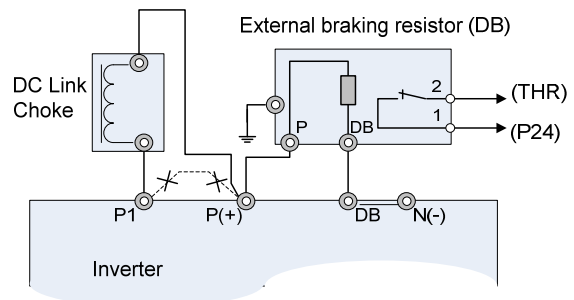 External braking resistor (DB)
DC Link
Choke
2
(THR)
1
(P24)
P
DB
P1
P(+)
DB
N(-)
Inverter